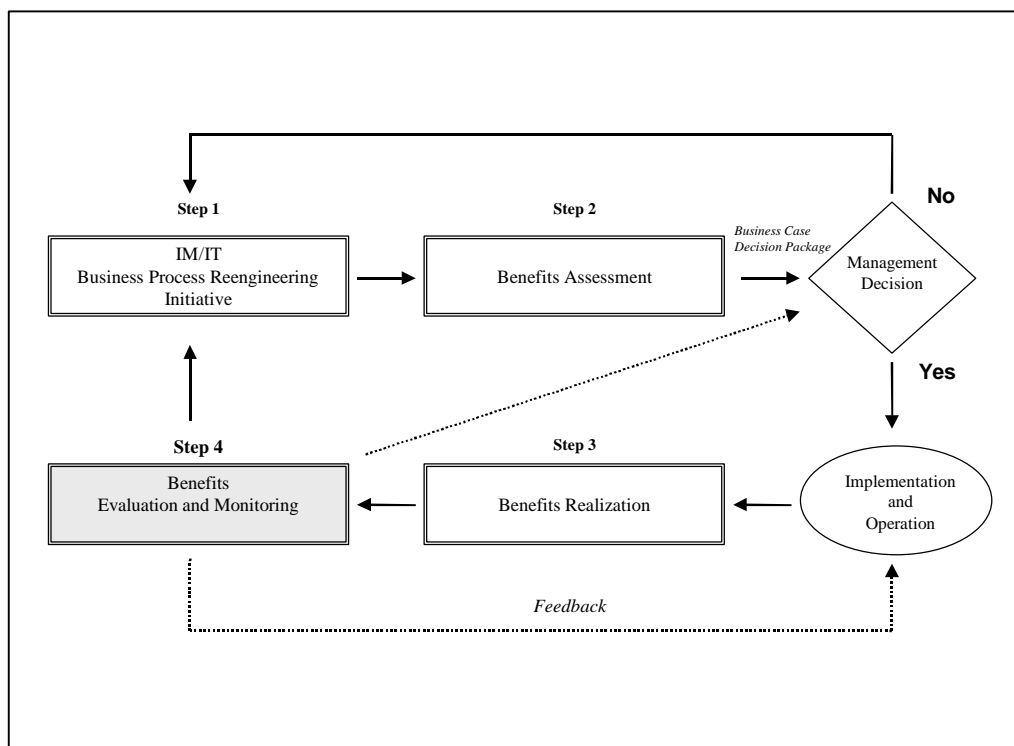 No
Step 1
Step 2
Business Case
Decision Package
IM/IT
Business Process Reengineering
Initiative
Benefits Assessment
Management
Decision
Yes
Step 4
Step 3
Benefits
Evaluation and Monitoring
Benefits Realization
Implementation
and
Operation
Feedback